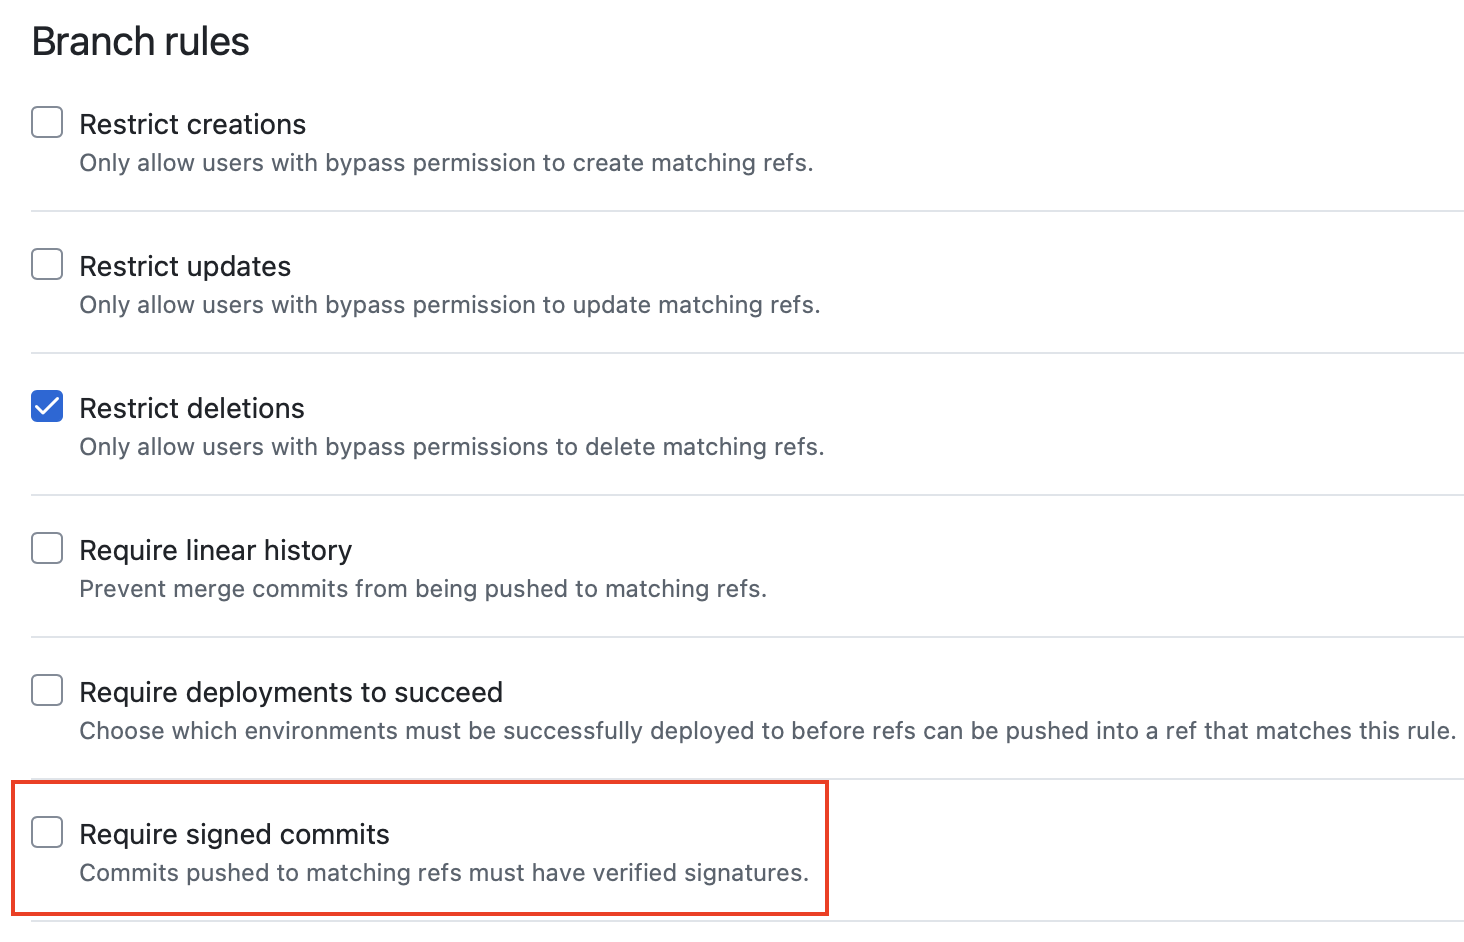 Branch rules
Restrict creations
Only allow users with bypass permission to create matching refs.
Restrict updates
Only allow users with bypass permission to update matching refs.
Restrict deletions
Only allow users with bypass permissions to delete matching refs.
Require linear history
Prevent merge commits from being pushed to matching refs.
Require deployments to succeed
Choose which environments must be successfully deployed to before refs can be pushed into a ref that matches this rule.
Require signed commits
Commits pushed to matching refs must have verified signatures.